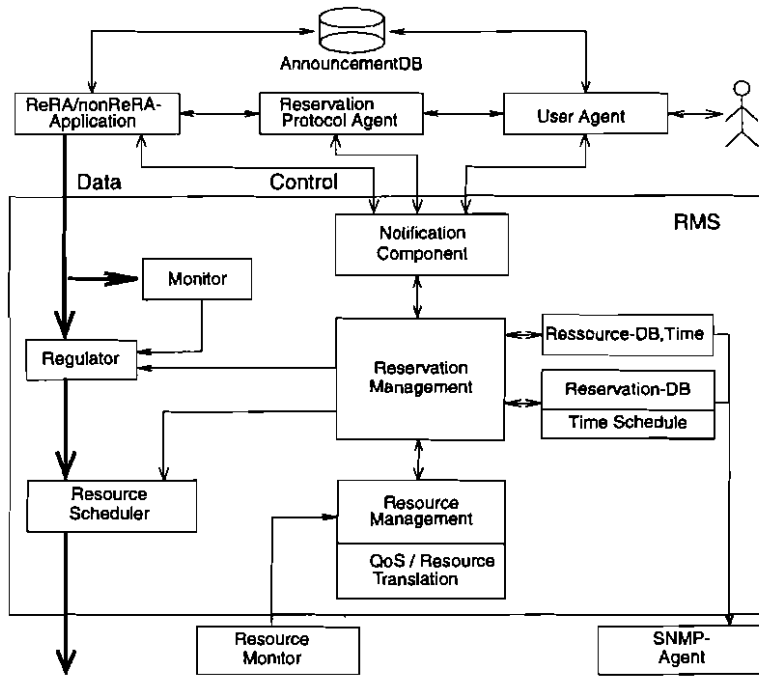 AnnouncementDB
ReRA/nonReRA-
Application
Reservation
Protocol Agent
User Agent
Data
Control
RMS
Notification
Component
Monitor
Regulator
Reservation
Management
Ressource-DB,Time
Reservation-DB
Time Schedule
Resource
Scheduler
Resource
Management
QoS / Resource
Translation
Resource
Monitor
SNMP-
Agent